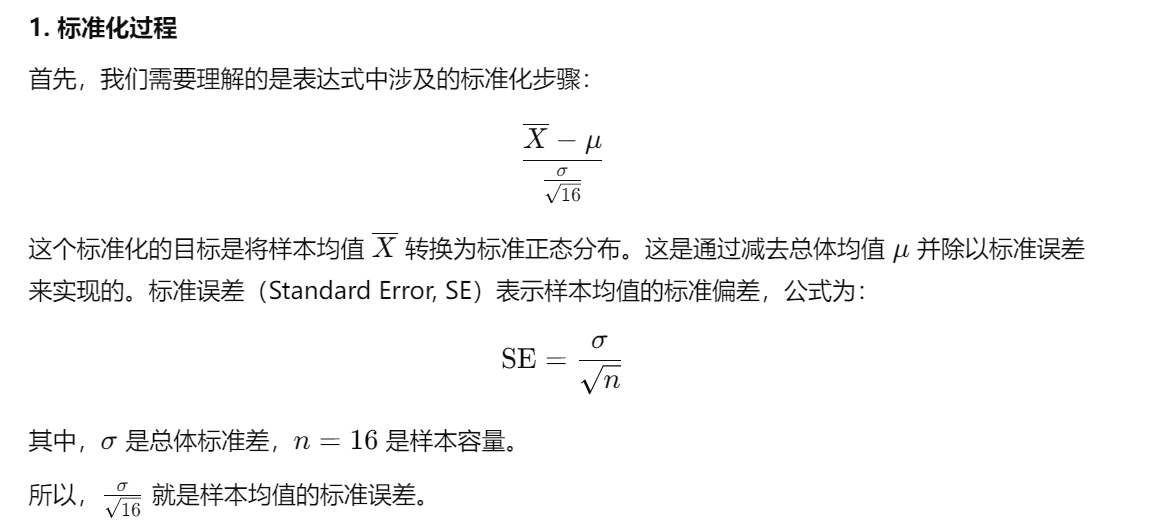 1. 标准化过程
首先，我们需要理解的是表达式中涉及的标准化步骤：
$$\frac{\overline{X} - \mu}{\frac{\sigma}{\sqrt{16}}}$$
这个标准化的目标是将样本均值 $\overline{X}$ 转换为标准正态分布。这是通过减去总体均值 $\mu$ 并除以标准误差
来实现的。标准误差（Standard Error, SE）表示样本均值的标准偏差，公式为：
$$\mathrm{SE} = \frac{\sigma}{\sqrt{n}}$$
其中，$\sigma$ 是总体标准差，$n = 16$ 是样本容量。
所以，$\frac{\sigma}{\sqrt{16}}$ 就是样本均值的标准误差。